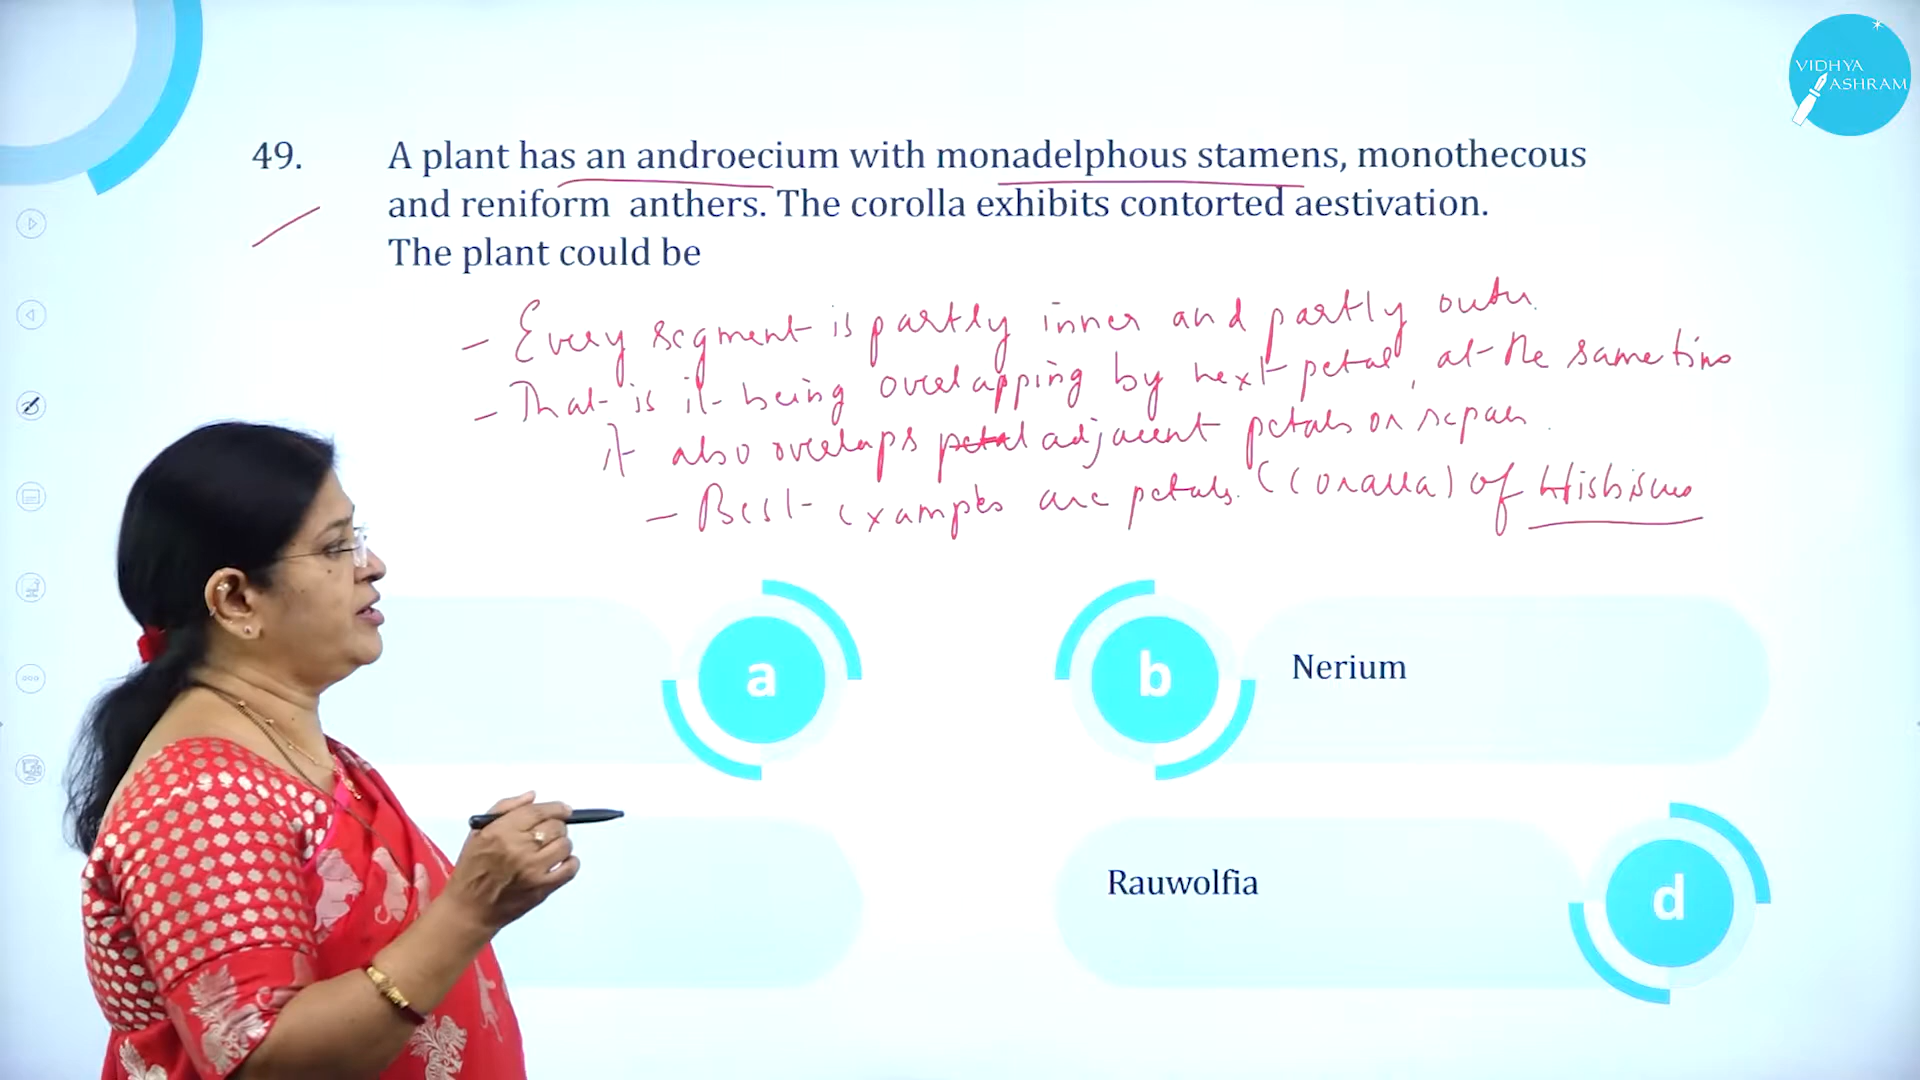 VIDHYA
ASHRAM
49. A plant has an androecium with monadelphous stamens, monothecous
and reniform anthers. The corolla exhibits contorted aestivation.
The plant could be
- Every segment is partly inner and partly outer.
- That is it being overlapping by next petal, at the same time
it also overlaps petal adjacent petals or sepals.
- Best examples are petals. (corolla) of Hisbiscus
a
b Nerium
Rauwolfia d